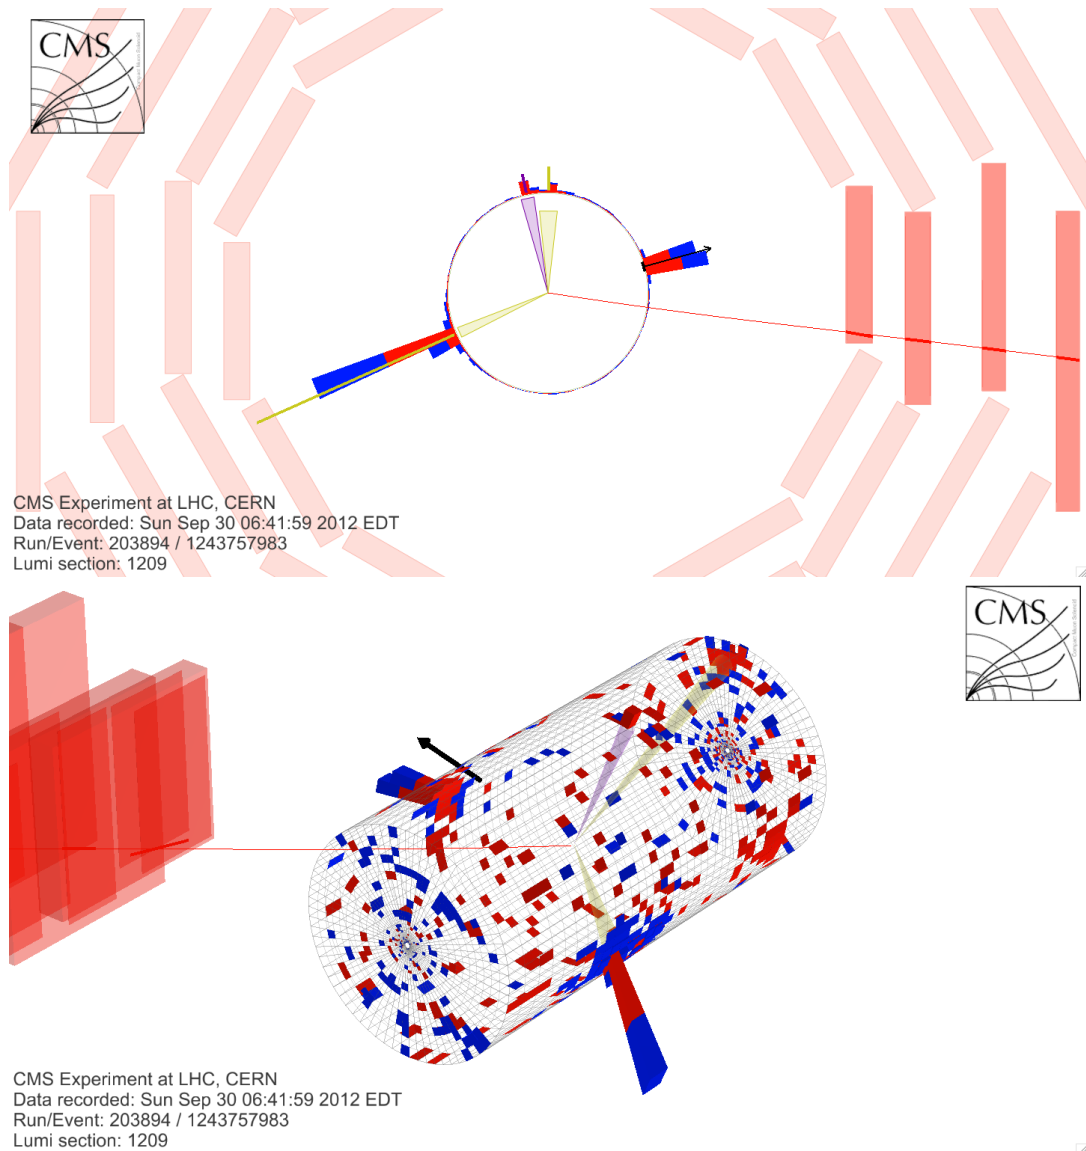 CMS
CMS Experiment at LHC, CERN
Data recorded: Sun Sep 30 06:41:59 2012 EDT
Run/Event: 203894 / 1243757983
Lumi section: 1209
CMS
CMS Experiment at LHC, CERN
Data recorded: Sun Sep 30 06:41:59 2012 EDT
Run/Event: 203894 / 1243757983
Lumi section: 1209